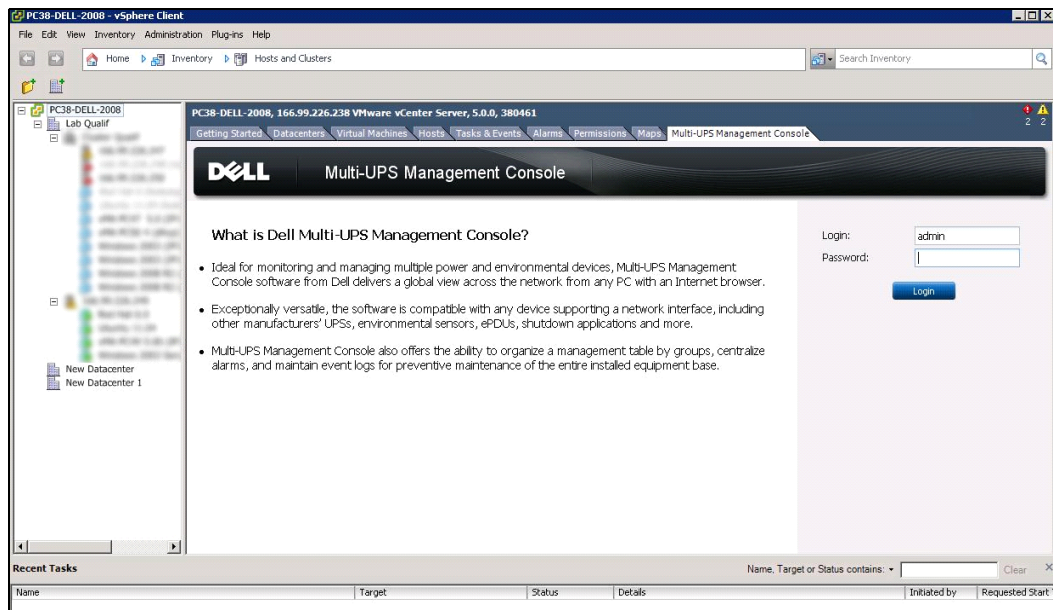 PC38-DELL-2008 - vSphere Client
File Edit View Inventory Administration Plug-ins Help
Home Inventory Hosts and Clusters
Search Inventory
PC38-DELL-2008
Lab Qualif
New Datacenter
New Datacenter 1
PC38-DELL-2008, 166.99.226.238 VMware vCenter Server, 5.0.0, 380461
2 2
Getting Started Datacenters Virtual Machines Hosts Tasks & Events Alarms Permissions Maps Multi-UPS Management Console
DELL Multi-UPS Management Console
What is Dell Multi-UPS Management Console?
• Ideal for monitoring and managing multiple power and environmental devices, Multi-UPS Management
Console software from Dell delivers a global view across the network from any PC with an Internet browser.
• Exceptionally versatile, the software is compatible with any device supporting a network interface, including
other manufacturers' UPSs, environmental sensors, ePDUs, shutdown applications and more.
• Multi-UPS Management Console also offers the ability to organize a management table by groups, centralize
alarms, and maintain event logs for preventive maintenance of the entire installed equipment base.
Login: admin
Password:
Login
Recent Tasks
Name, Target or Status contains: Clear
Name Target Status Details Initiated by Requested Start